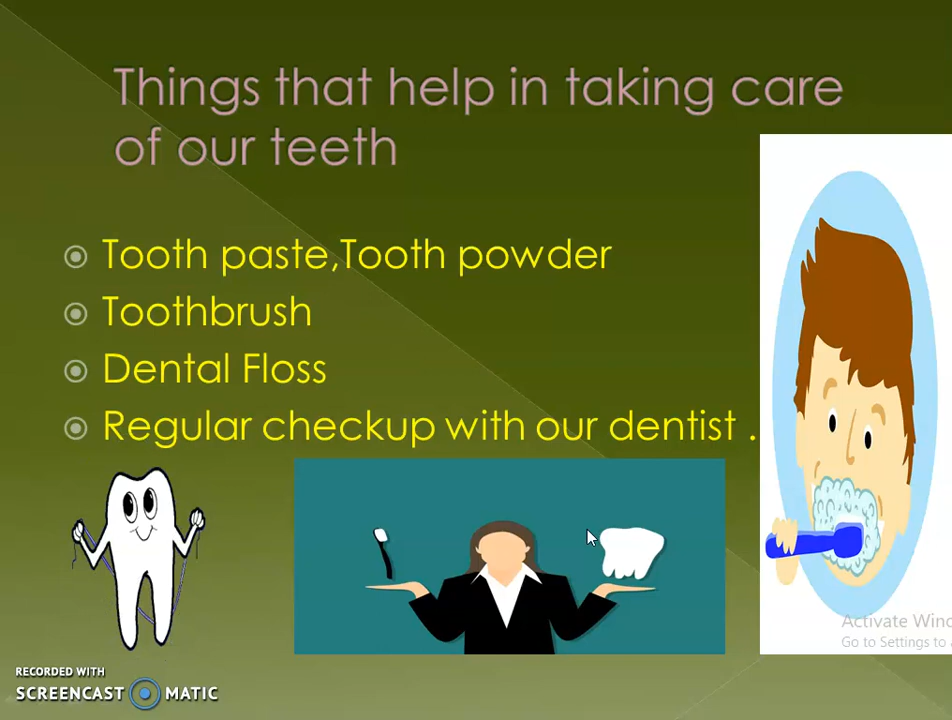 Things that help in taking care
of our teeth
Tooth paste,Tooth powder
Toothbrush
Dental Floss
Regular checkup with our dentist .
Activate Wind
Go to Settings to
RECORDED WITH
SCREENCAST MATIC